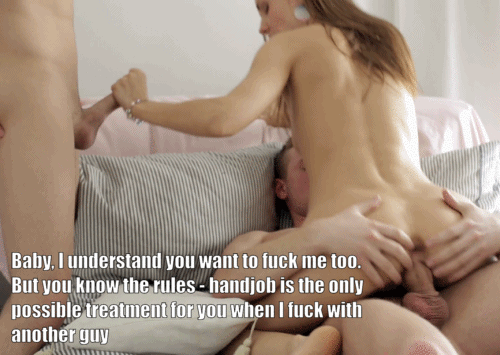 Baby, I understand you want to fuck me too.
But you know the rules - handjob is the only
possible treatment for you when I fuck with
another guy